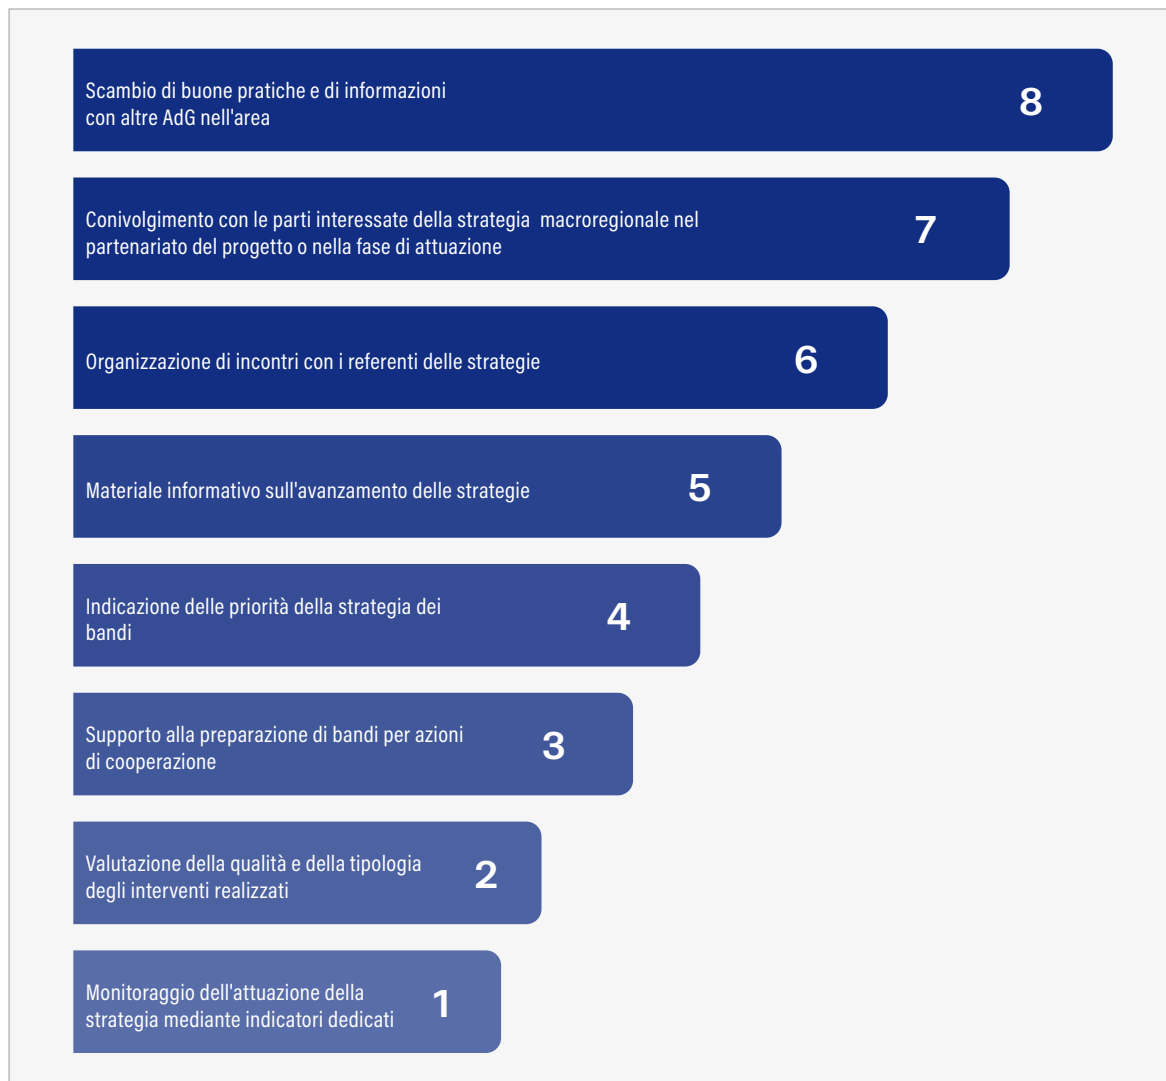 Scambio di buone pratiche e di informazioni
con altre AdG nell'area
8
Conivolgimento con le parti interessate della strategia  macroregionale nel
partenariato del progetto o nella fase di attuazione
7
Organizzazione di incontri con i referenti delle strategie
6
Materiale informativo sull'avanzamento delle strategie
5
Indicazione delle priorità della strategia dei
bandi
4
Supporto alla preparazione di bandi per azioni
di cooperazione
3
Valutazione della qualità e della tipologia
degli interventi realizzati
2
Monitoraggio dell'attuazione della
strategia mediante indicatori dedicati
1